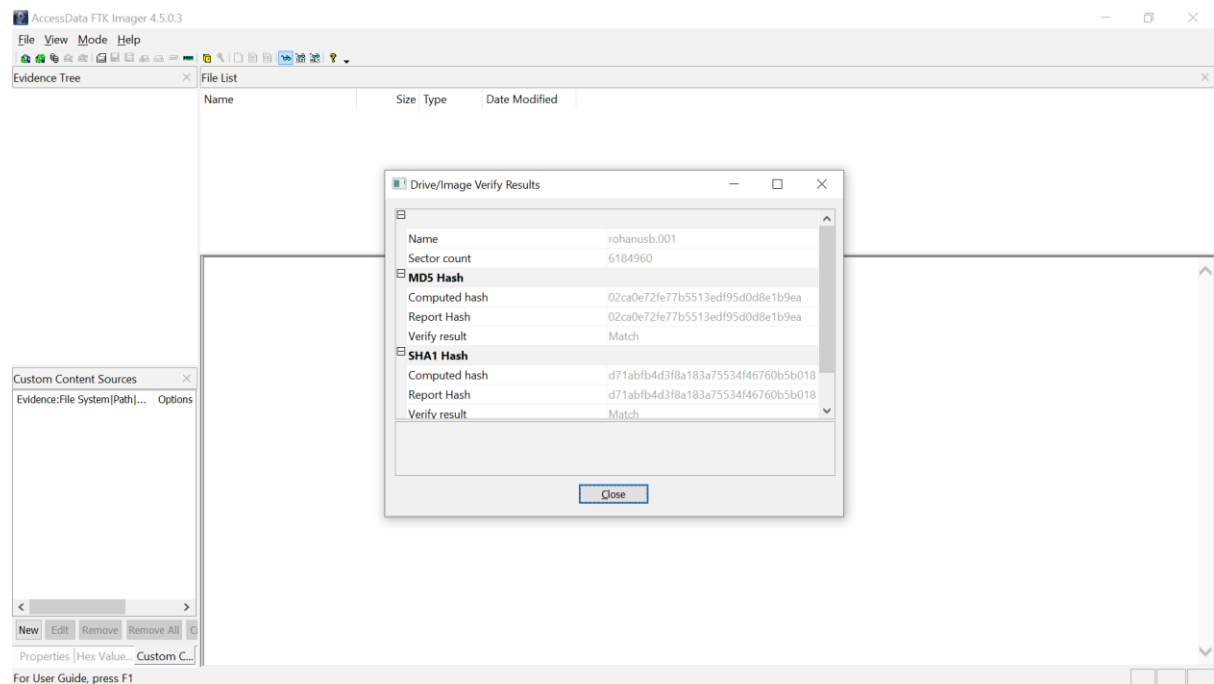 AccessData FTK Imager 4.5.0.3
File View Mode Help
Evidence Tree
File List
Name Size Type Date Modified
Drive/Image Verify Results
Name rohanusb.001
Sector count 6184960
MD5 Hash
Computed hash 02ca0e72fe77b5513edf95d0d8e1b9ea
Report Hash 02ca0e72fe77b5513edf95d0d8e1b9ea
Verify result Match
SHA1 Hash
Computed hash d71abfb4d3f8a183a75534f46760b5b018
Report Hash d71abfb4d3f8a183a75534f46760b5b018
Verify result Match
Close
Custom Content Sources
Evidence:File System|Path|... Options
New Edit Remove Remove All
Properties Hex Value... Custom C...
For User Guide, press F1